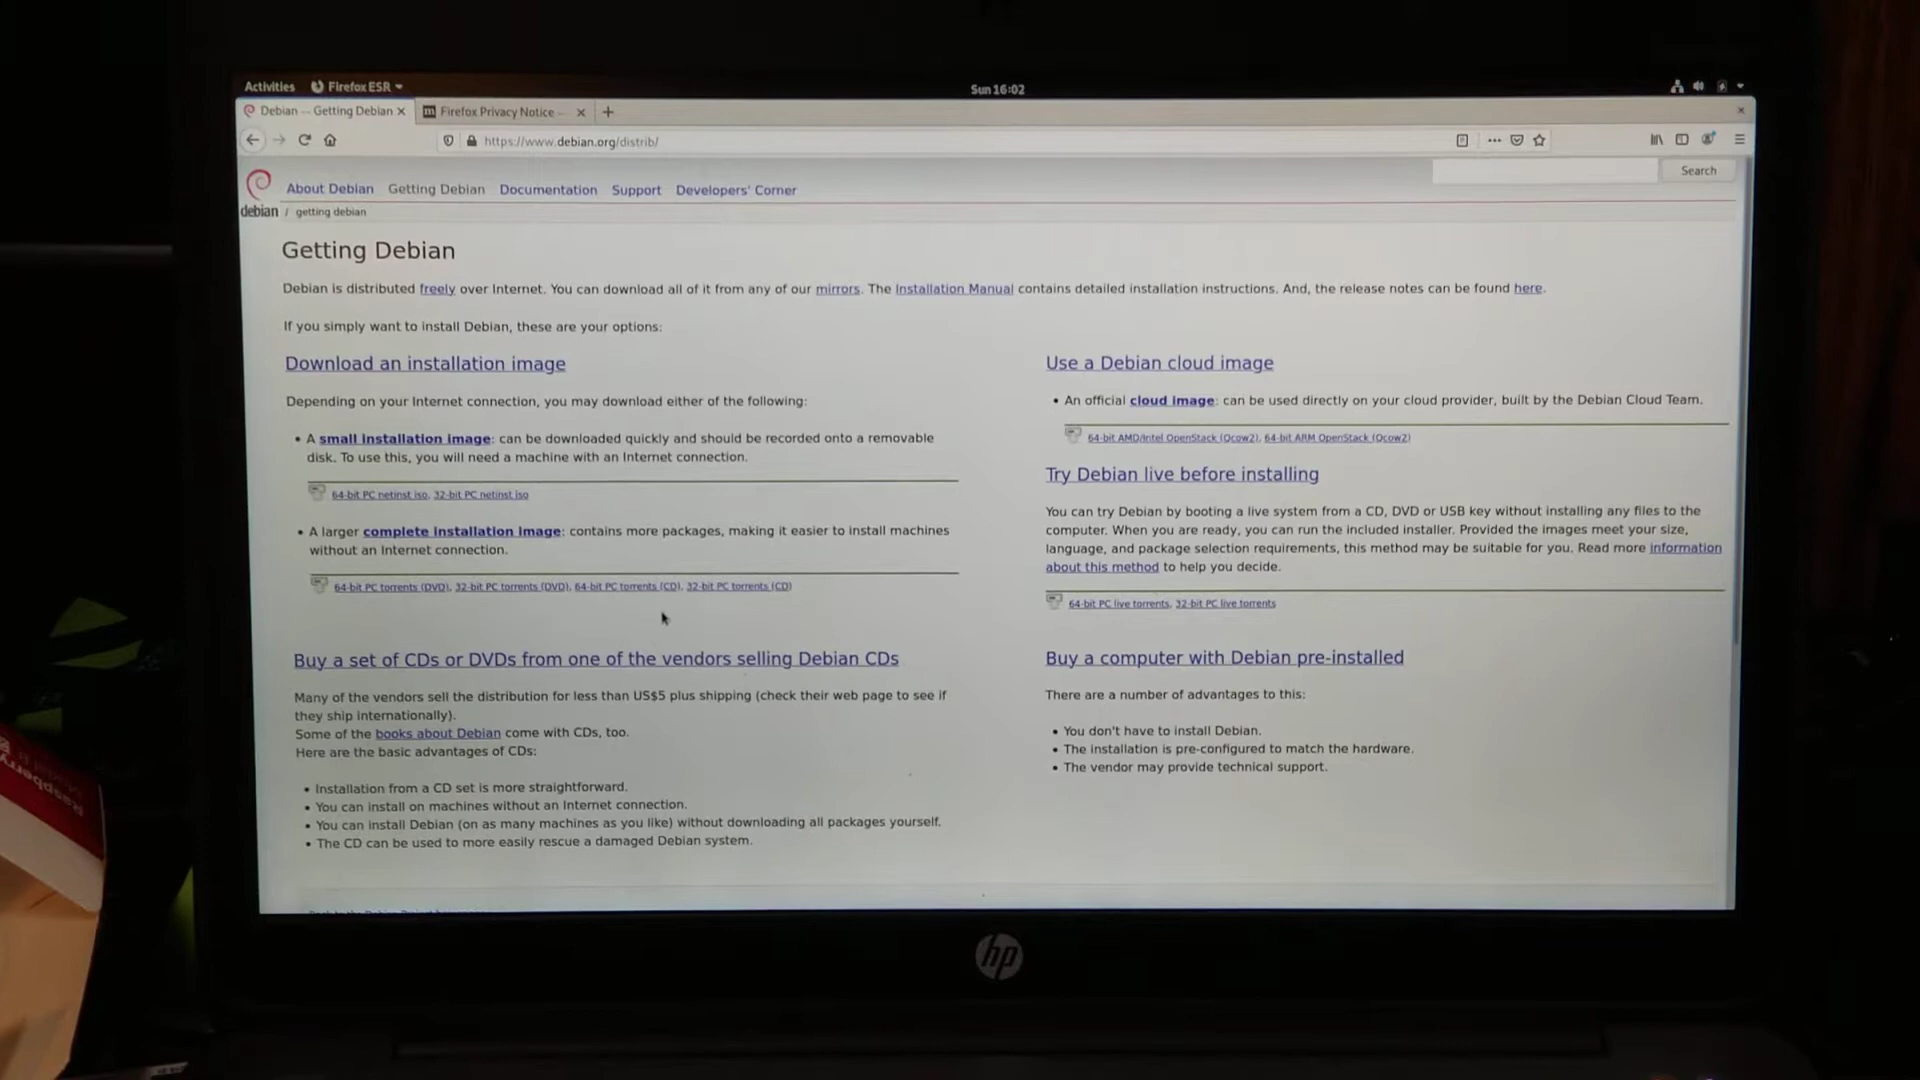 Activities Firefox ESR Sun 16:02
Debian -- Getting Debian Firefox Privacy Notice —
https://www.debian.org/distrib/
Search
About Debian Getting Debian Documentation Support Developers' Corner
debian / getting debian
Getting Debian
Debian is distributed freely over Internet. You can download all of it from any of our mirrors. The Installation Manual contains detailed installation instructions. And, the release notes can be found here.
If you simply want to install Debian, these are your options:
Download an installation image
Depending on your Internet connection, you may download either of the following:
• A small installation image: can be downloaded quickly and should be recorded onto a removable
disk. To use this, you will need a machine with an Internet connection.
64-bit PC netinst iso, 32-bit PC netinst iso
• A larger complete installation image: contains more packages, making it easier to install machines
without an Internet connection.
64-bit PC torrents (DVD), 32-bit PC torrents (DVD), 64-bit PC torrents (CD), 32-bit PC torrents (CD)
Buy a set of CDs or DVDs from one of the vendors selling Debian CDs
Many of the vendors sell the distribution for less than US$5 plus shipping (check their web page to see if
they ship internationally).
Some of the books about Debian come with CDs, too.
Here are the basic advantages of CDs:
• Installation from a CD set is more straightforward.
• You can install on machines without an Internet connection.
• You can install Debian (on as many machines as you like) without downloading all packages yourself.
• The CD can be used to more easily rescue a damaged Debian system.
Use a Debian cloud image
• An official cloud image: can be used directly on your cloud provider, built by the Debian Cloud Team.
64-bit AMD/Intel OpenStack (Qcow2), 64-bit ARM OpenStack (Qcow2)
Try Debian live before installing
You can try Debian by booting a live system from a CD, DVD or USB key without installing any files to the
computer. When you are ready, you can run the included installer. Provided the images meet your size,
language, and package selection requirements, this method may be suitable for you. Read more information
about this method to help you decide.
64-bit PC live torrents, 32-bit PC live torrents
Buy a computer with Debian pre-installed
There are a number of advantages to this:
• You don't have to install Debian.
• The installation is pre-configured to match the hardware.
• The vendor may provide technical support.
hp
Raspberry